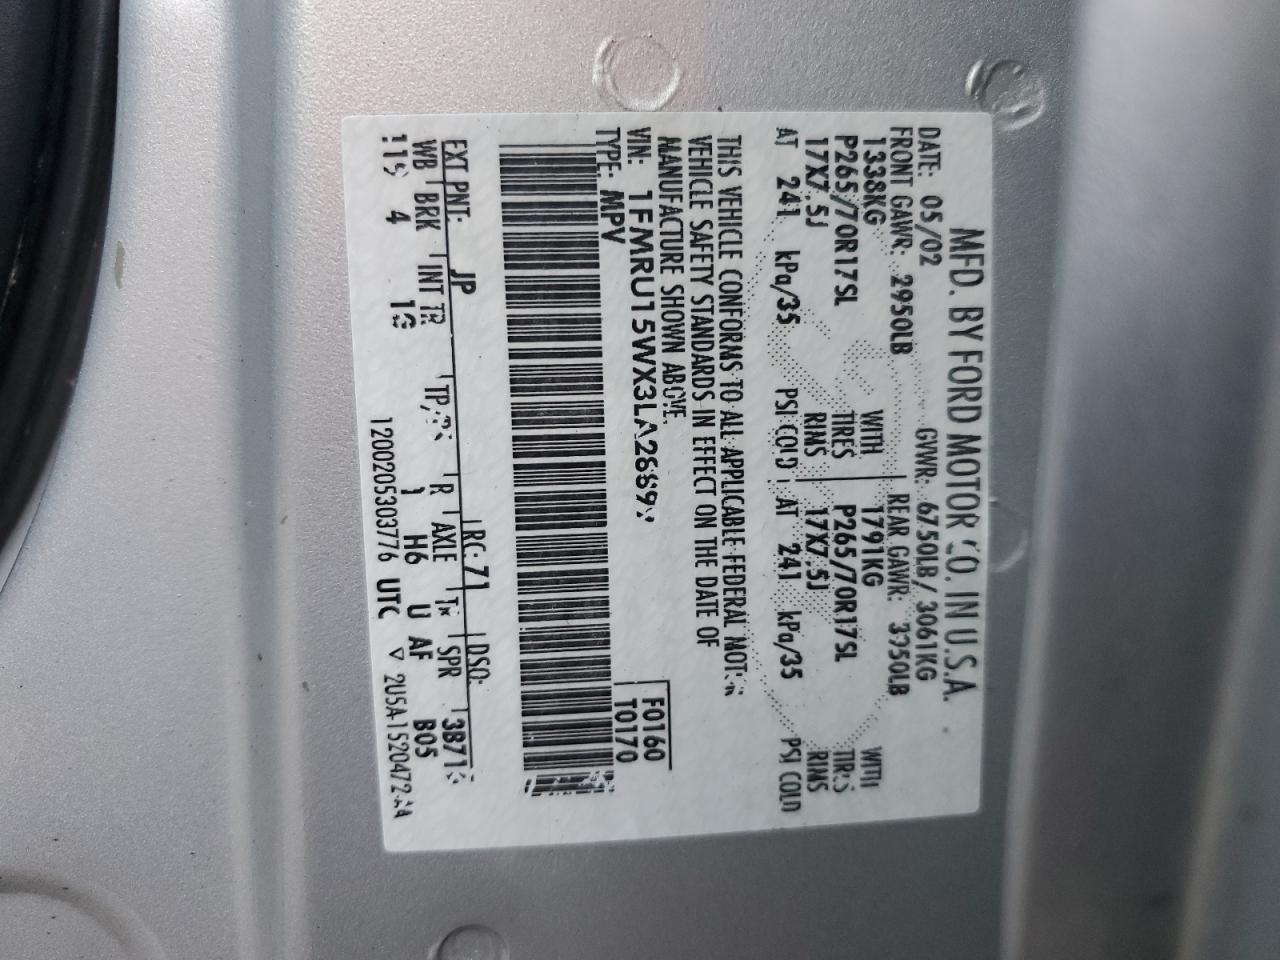 MFD. BY FORD MOTOR CO. IN U.S.A.
DATE: 05/02 GVWR: 6750LB / 3061KG
FRONT GAWR: 2950LB REAR GAWR: 3950LB
1338KG WITH 1791KG WITH
P265/70R17SL TIRES P265/70R17SL TIRES
17X7.5J RIMS 17X7.5J RIMS
AT 241 kPa/35 PSI COLD AT 241 kPa/35 PSI COLD
THIS VEHICLE CONFORMS TO ALL APPLICABLE FEDERAL MOTOR
VEHICLE SAFETY STANDARDS IN EFFECT ON THE DATE OF
MANUFACTURE SHOWN ABOVE.
VIN: F0160
TYPE: MPV T0170
EXT PNT: JP RC: 71 DSO:
WB BRK INT TR R AXLE SPR
4 1 H6 U AF B05
1200205303776 UTC